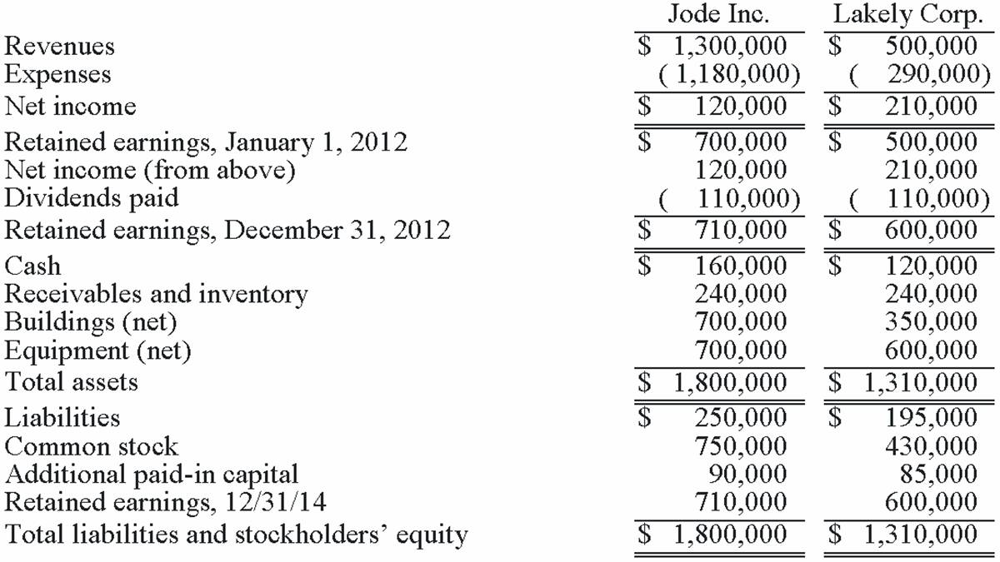 Jode Inc. Lakely Corp.
Revenues $ 1,300,000 $ 500,000
Expenses ( 1,180,000) ( 290,000)
Net income $ 120,000 $ 210,000
Retained earnings, January 1, 2012 $ 700,000 $ 500,000
Net income (from above) 120,000 210,000
Dividends paid ( 110,000) ( 110,000)
Retained earnings, December 31, 2012 $ 710,000 $ 600,000
Cash $ 160,000 $ 120,000
Receivables and inventory 240,000 240,000
Buildings (net) 700,000 350,000
Equipment (net) 700,000 600,000
Total assets $ 1,800,000 $ 1,310,000
Liabilities $ 250,000 $ 195,000
Common stock 750,000 430,000
Additional paid-in capital 90,000 85,000
Retained earnings, 12/31/14 710,000 600,000
Total liabilities and stockholders’ equity $ 1,800,000 $ 1,310,000